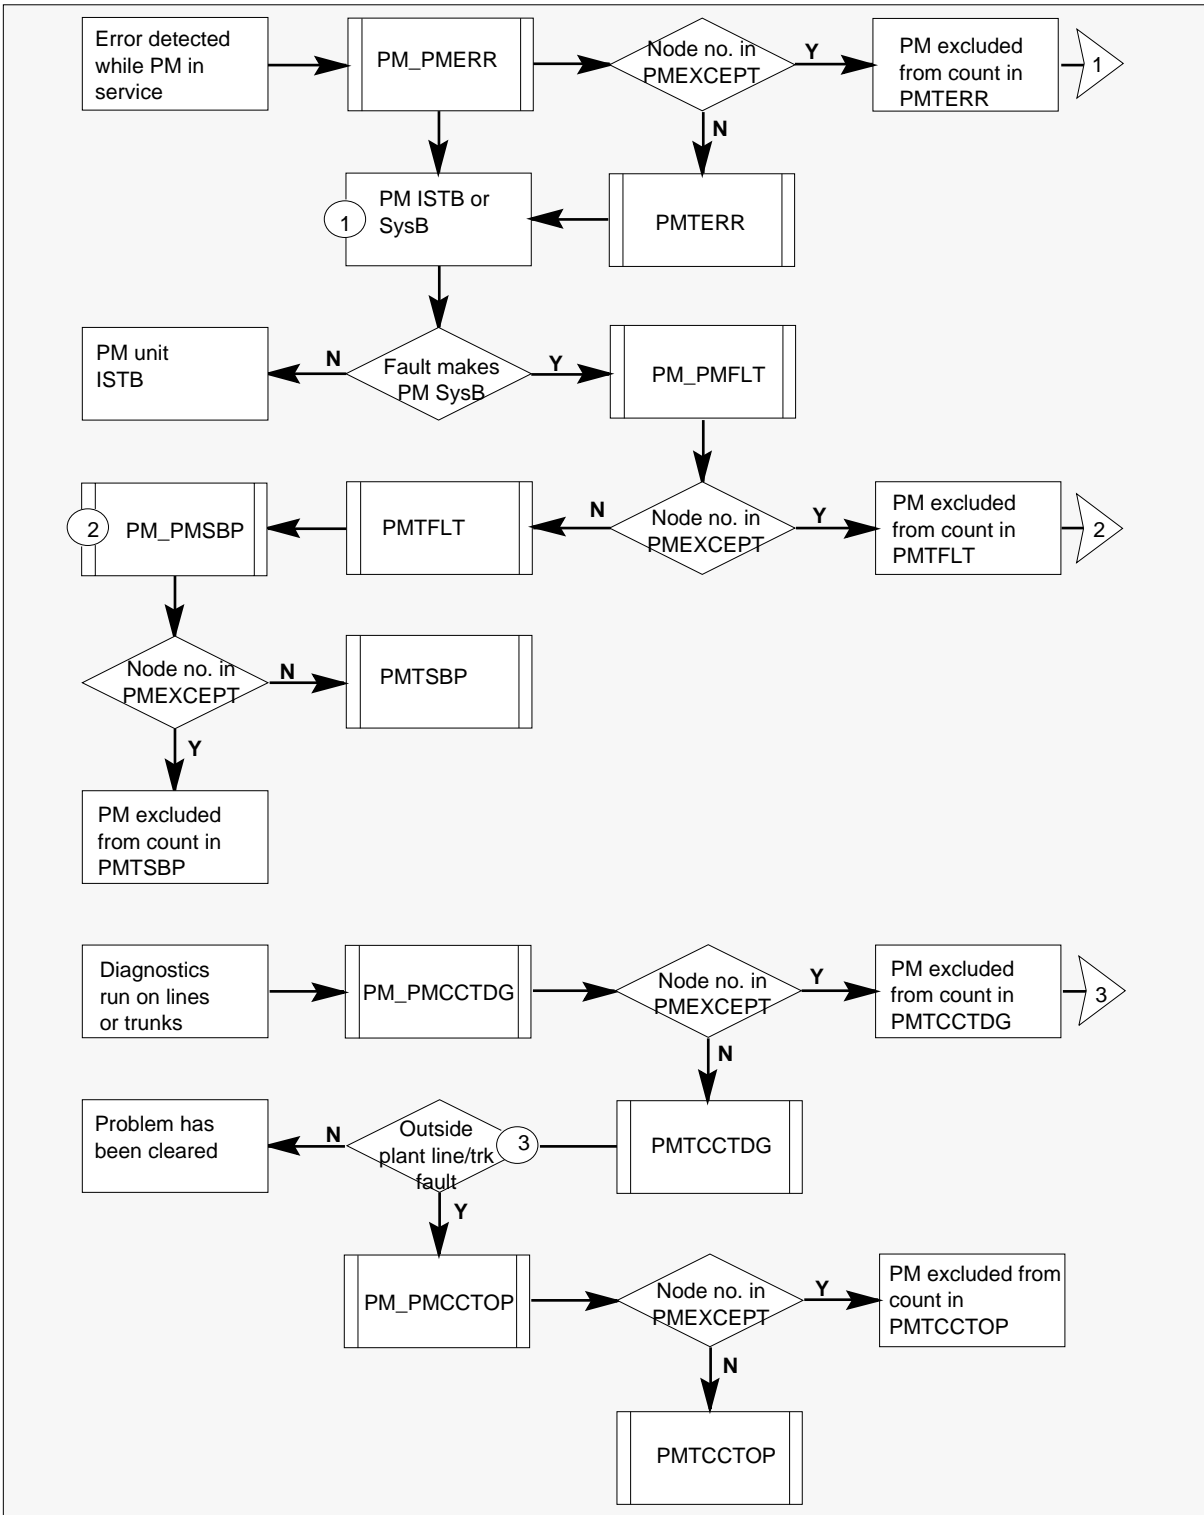 Error detected
while PM in
service
PM_PMERR
Node no. in
PMEXCEPT
Y
PM excluded
from count in
PMTERR
1
N
1
PM ISTB or
SysB
PMTERR
PM unit
ISTB
N
Fault makes
PM SysB
Y
PM_PMFLT
2
PM_PMSBP
PMTFLT
N
Node no. in
PMEXCEPT
Y
PM excluded
from count in
PMTFLT
2
Node no. in
PMEXCEPT
N
PMTSBP
Y
PM excluded
from count in
PMTSBP
Diagnostics
run on lines
or trunks
PM_PMCCTDG
Node no. in
PMEXCEPT
Y
PM excluded
from count in
PMTCCTDG
3
N
Problem has
been cleared
N
Outside
plant line/trk
fault
3
PMTCCTDG
Y
PM_PMCCTOP
Node no. in
PMEXCEPT
Y
PM excluded from
count in
PMTCCTOP
N
PMTCCTOP